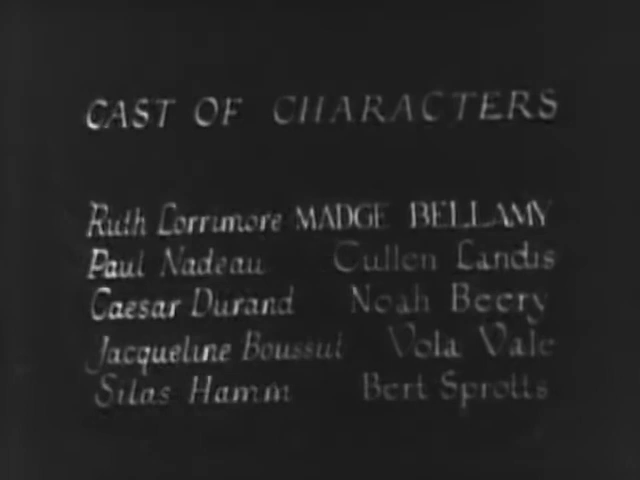 CAST OF CHARACTERS
Ruth Lorrimore MADGE BELLAMY
Paul Nadeau Cullen Landis
Caesar Durand Noah Beery
Jacqueline Boussut Vola Vale
Silas Hamm Bert Sprotts